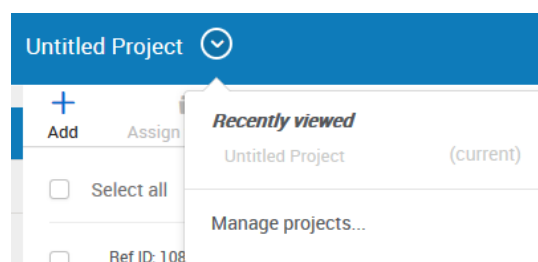 Untitled Project
Add
Assign
Select all
Ref ID: 108
Recently viewed
Untitled Project (current)
Manage projects...